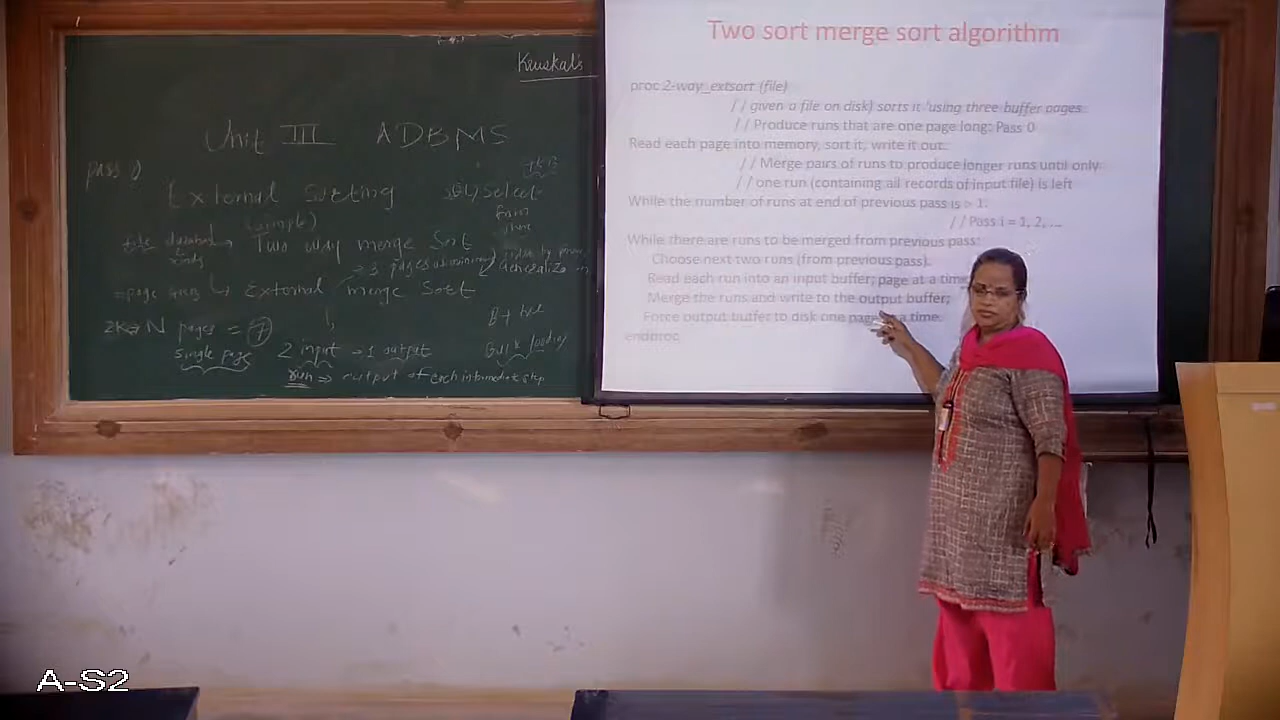 Kruskal's
Unit III ADBMS
pass 0
External Sorting
SQL) Select
from
(simple)
Two way merge Sort
3 pages
External merge Sort
N pages =
single page
2 input → 1 output
run ⇒ output of each intermediate step
B+ tree
Bulk loading
Two sort merge sort algorithm
proc 2-way_extsort (file)
// given a file on disk) sorts it 'using three buffer pages
// Produce runs that are one page long: Pass 0
Read each page into memory, sort it, write it out.
// Merge pairs of runs to produce longer runs until only
// one run (containing all records of input file) is left
While the number of runs at end of previous pass is > 1.
// Pass i = 1, 2, ...
While there are runs to be merged from previous pass:
Choose next two runs (from previous pass).
Read each run into an input buffer; page at a time
Merge the runs and write to the output buffer;
Force output buffer to disk one page a time.
endproc
A-S2